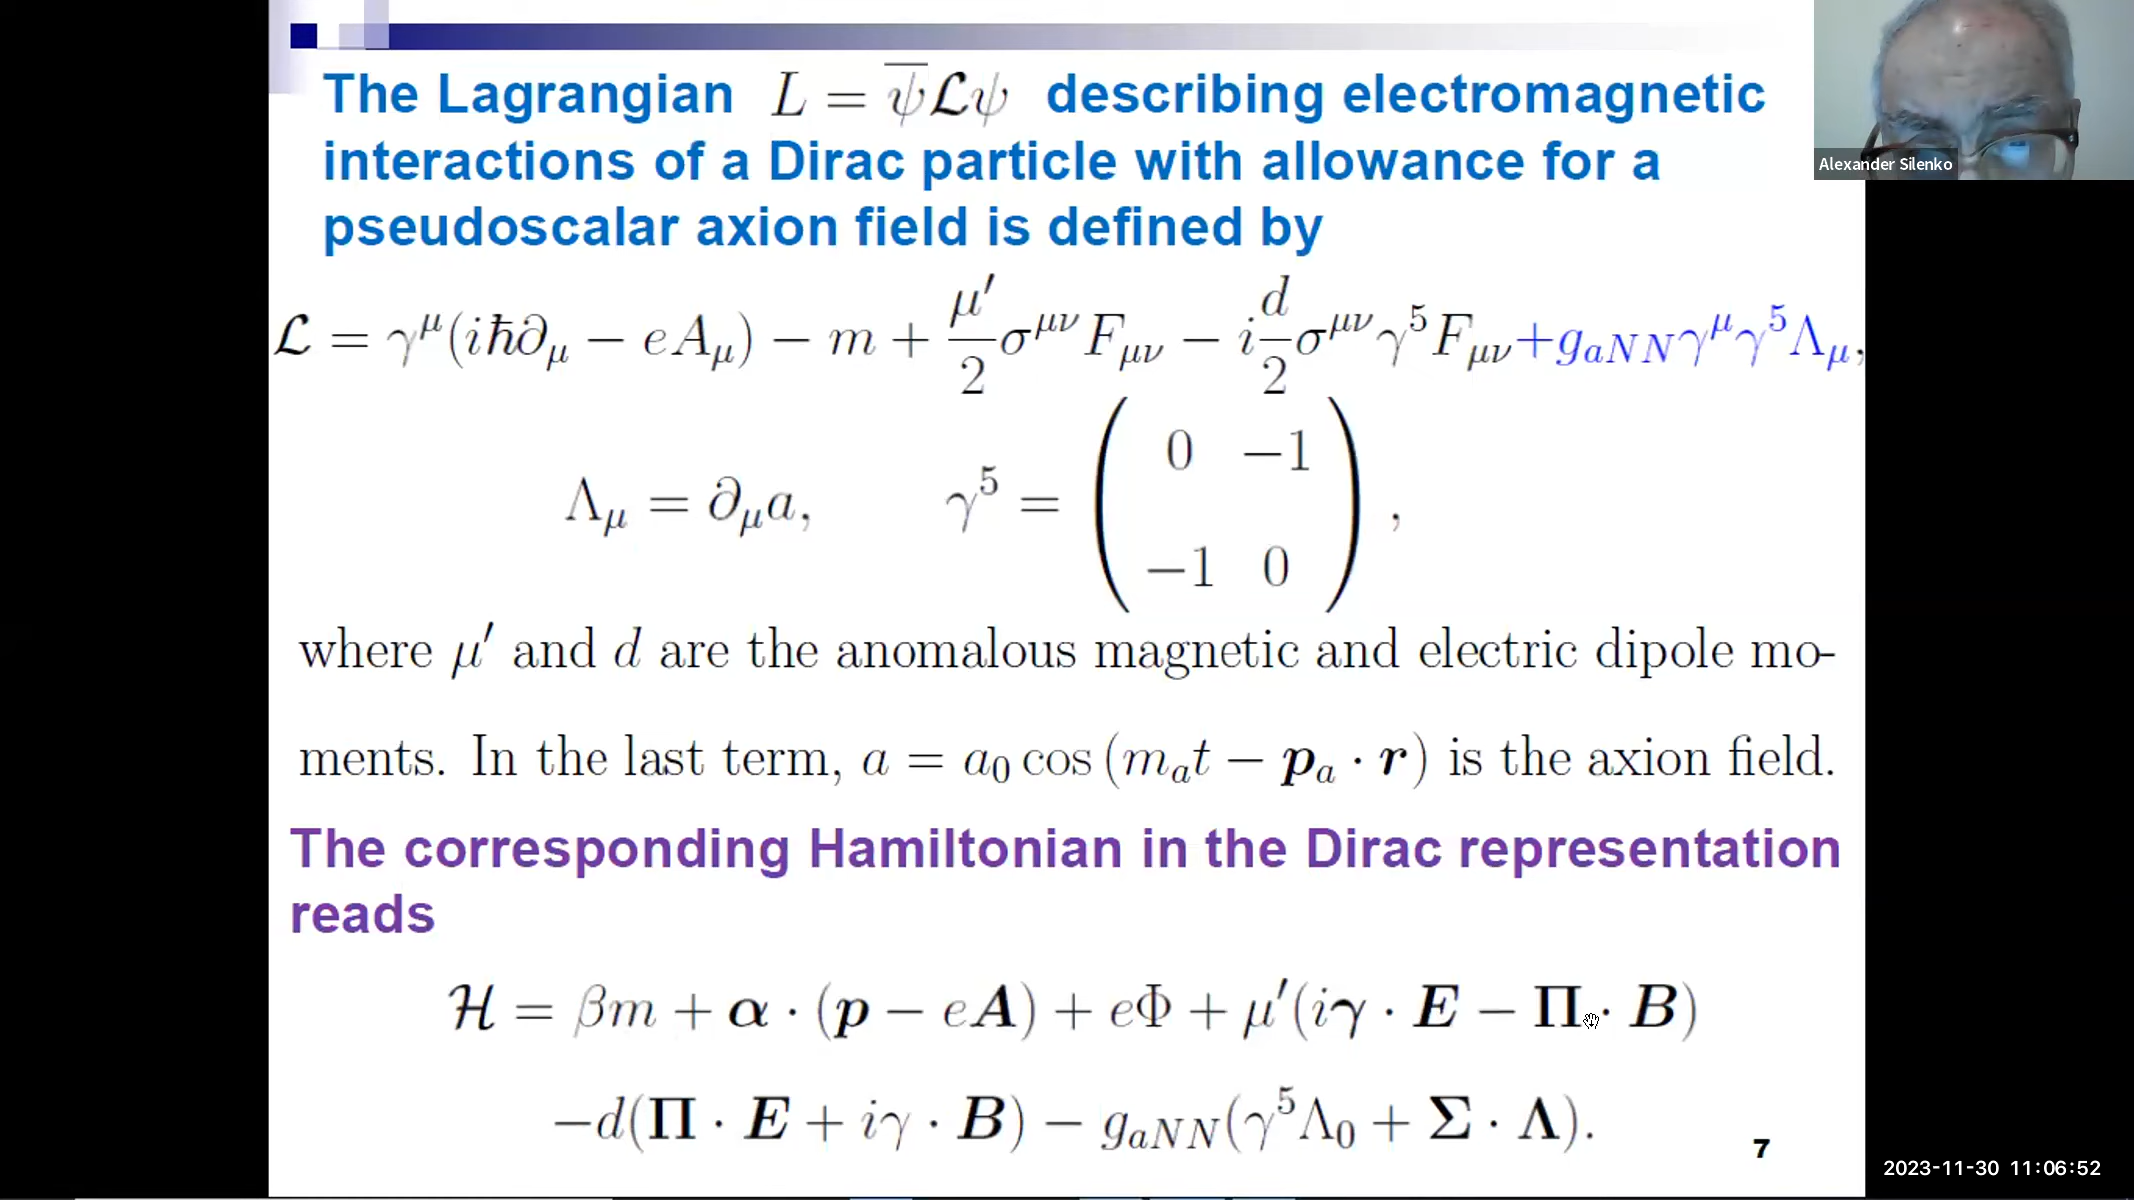 The Lagrangian L = ψ̅ℒψ describing electromagnetic
interactions of a Dirac particle with allowance for a
pseudoscalar axion field is defined by
Alexander Silenko
ℒ = γ^μ(iħ∂_μ − eA_μ) − m + μ′/2 σ^{μν}F_{μν} − i d/2 σ^{μν}γ^5F_{μν}+g_{aNN}γ^μγ^5Λ_μ,
Λ_μ = ∂_μa, γ^5 = ( 0 −1
−1 0 ) ,
where μ′ and d are the anomalous magnetic and electric dipole mo-
ments. In the last term, a = a_0 cos (m_a t − 𝒑_a · 𝒓) is the axion field.
The corresponding Hamiltonian in the Dirac representation
reads
ℋ = βm + 𝜶 · (𝒑 − e𝑨) + eΦ + μ′(i𝜸 · 𝑬 − 𝚷 · 𝑩)
−d(𝚷 · 𝑬 + iγ · 𝑩) − g_{aNN}(γ^5Λ_0 + 𝚺 · 𝚲).
7
2023-11-30 11:06:52